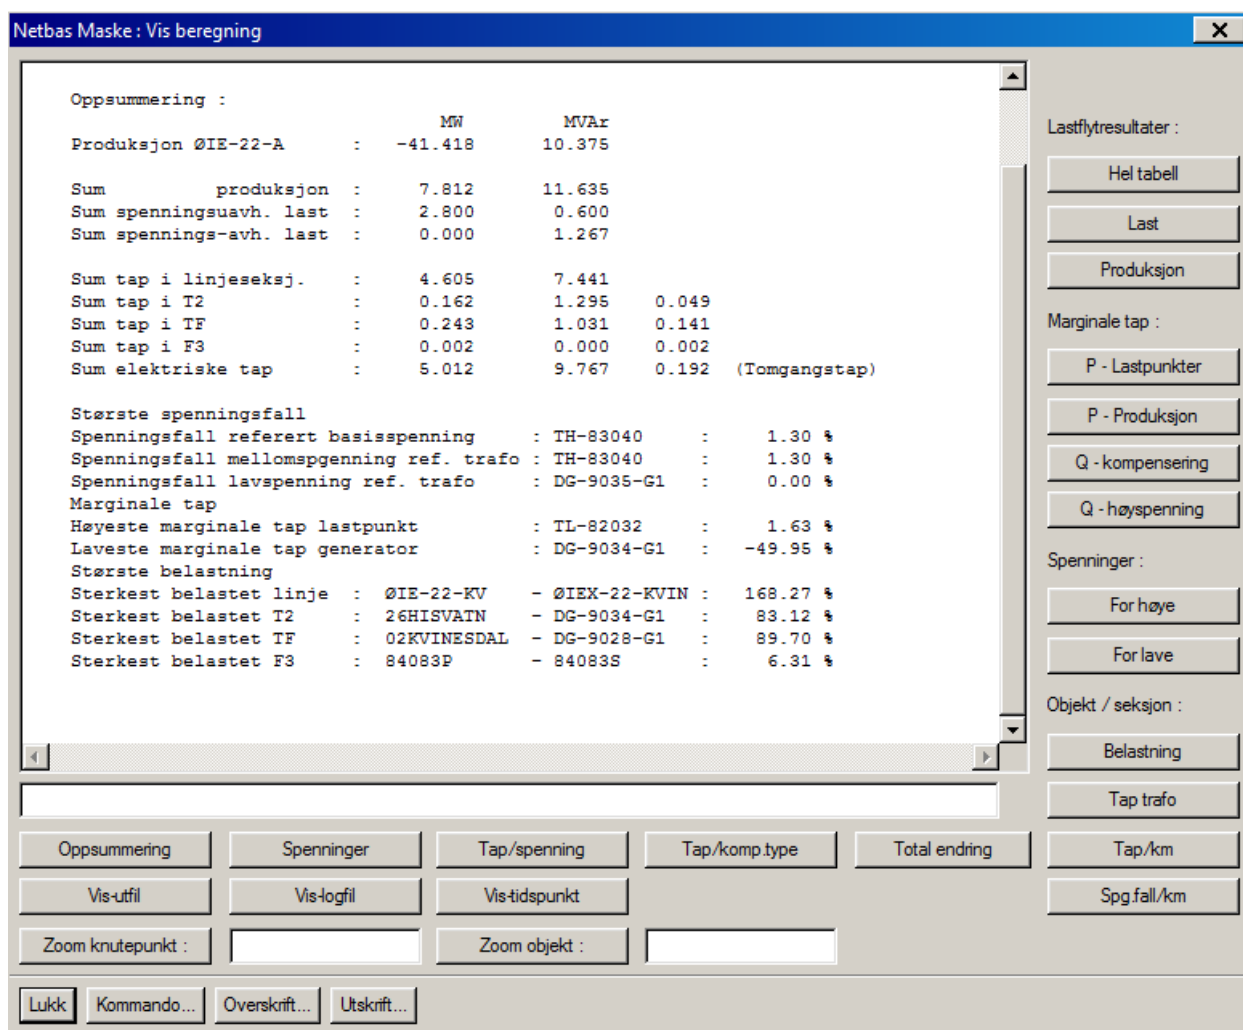 Netbas Maske : Vis beregning
Oppsummering :
MW MVAr
Produksjon ØIE-22-A : -41.418 10.375
Sum produksjon : 7.812 11.635
Sum spenningsuavh. last : 2.800 0.600
Sum spennings-avh. last : 0.000 1.267
Sum tap i linjeseksj. : 4.605 7.441
Sum tap i T2 : 0.162 1.295 0.049
Sum tap i TF : 0.243 1.031 0.141
Sum tap i F3 : 0.002 0.000 0.002
Sum elektriske tap : 5.012 9.767 0.192 (Tomgangstap)
Største spenningsfall
Spenningsfall referert basisspenning : TH-83040 : 1.30 %
Spenningsfall mellomspgenning ref. trafo : TH-83040 : 1.30 %
Spenningsfall lavspenning ref. trafo : DG-9035-G1 : 0.00 %
Marginale tap
Høyeste marginale tap lastpunkt : TL-82032 : 1.63 %
Laveste marginale tap generator : DG-9034-G1 : -49.95 %
Største belastning
Sterkest belastet linje : ØIE-22-KV - ØIEX-22-KVIN : 168.27 %
Sterkest belastet T2 : 26HISVATN - DG-9034-G1 : 83.12 %
Sterkest belastet TF : 02KVINESDAL - DG-9028-G1 : 89.70 %
Sterkest belastet F3 : 84083P - 84083S : 6.31 %
Lastflytresultater :
Hel tabell
Last
Produksjon
Marginale tap :
P - Lastpunkter
P - Produksjon
Q - kompensering
Q - høyspenning
Spenninger :
For høye
For lave
Objekt / seksjon :
Belastning
Tap trafo
Tap/km
Spg.fall/km
Oppsummering Spenninger Tap/spenning Tap/komp.type Total endring
Vis-utfil Vis-logfil Vis-tidspunkt
Zoom knutepunkt : Zoom objekt :
Lukk Kommando... Overskrift... Utskrift...